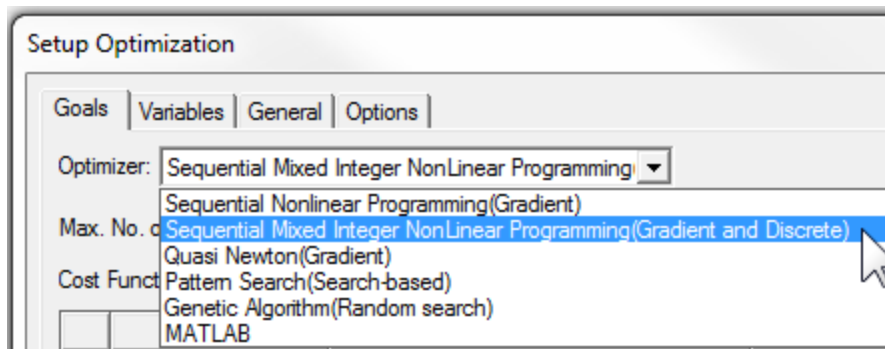 Setup Optimization
Goals Variables General Options
Optimizer: Sequential Mixed Integer NonLinear Programming(
Sequential Nonlinear Programming(Gradient)
Max. No. o Sequential Mixed Integer NonLinear Programming(Gradient and Discrete)
Quasi Newton(Gradient)
Cost Funct Pattern Search(Search-based)
Genetic Algorithm(Random search)
MATLAB